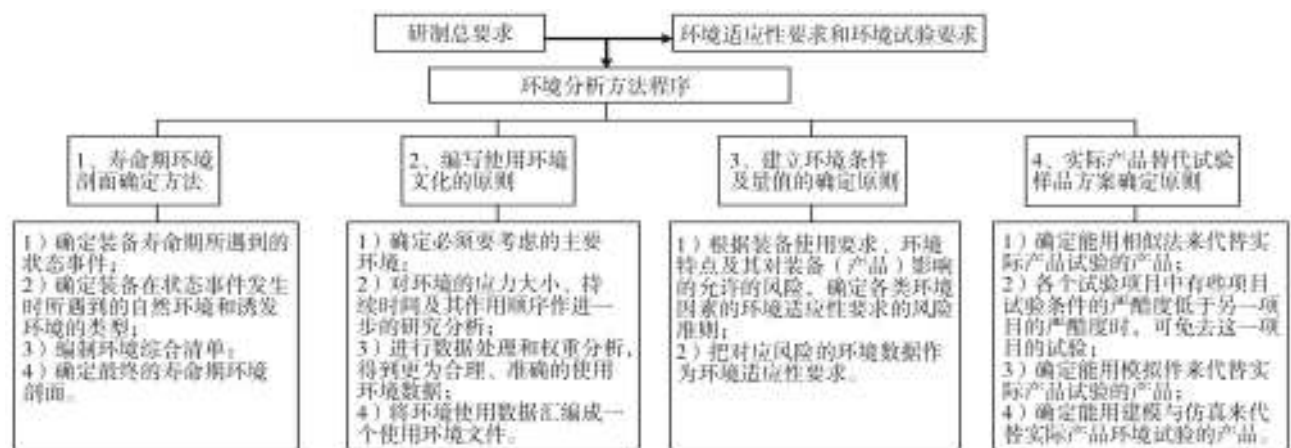 研制总要求
环境适应性要求和环境试验要求
环境分析方法程序
1、寿命期环境
剖面确定方法
2、编写使用环境
文化的原则
3、建立环境条件
及量值的确定原则
4、实际产品替代试验
样品方案确定原则
1）确定装备寿命期所遇到的
状态事件；
2）确定装备在状态事件发生
时所遇到的自然环境和诱发
环境的类型；
3）编制环境综合清单；
4）确定最终的寿命期环境
剖面。
1）确定必须要考虑的主要
环境；
2）对环境的应力大小、持
续时间及其作用顺序作进一
步的研究分析；
3）进行数据处理和权重分析，
得到更为合理、准确的使用
环境数据；
4）将环境使用数据汇编成一
个使用环境文件。
1）根据装备使用要求、环境
特点及其对装备（产品）影响
的允许的风险、确定各类环境
因素的环境适应性要求的风险
准则；
2）把对应风险的环境数据作
为环境适应性要求。
1）确定能用相似法来代替实
际产品试验的产品；
2）各个试验项目中有些项目
试验条件的严酷度低于另一项
目的严酷度时，可免去这一项
目的试验；
3）确定能用模拟件来代替实
际产品试验的产品；
4）确定能用建模与仿真来代
替实际产品环境试验的产品。